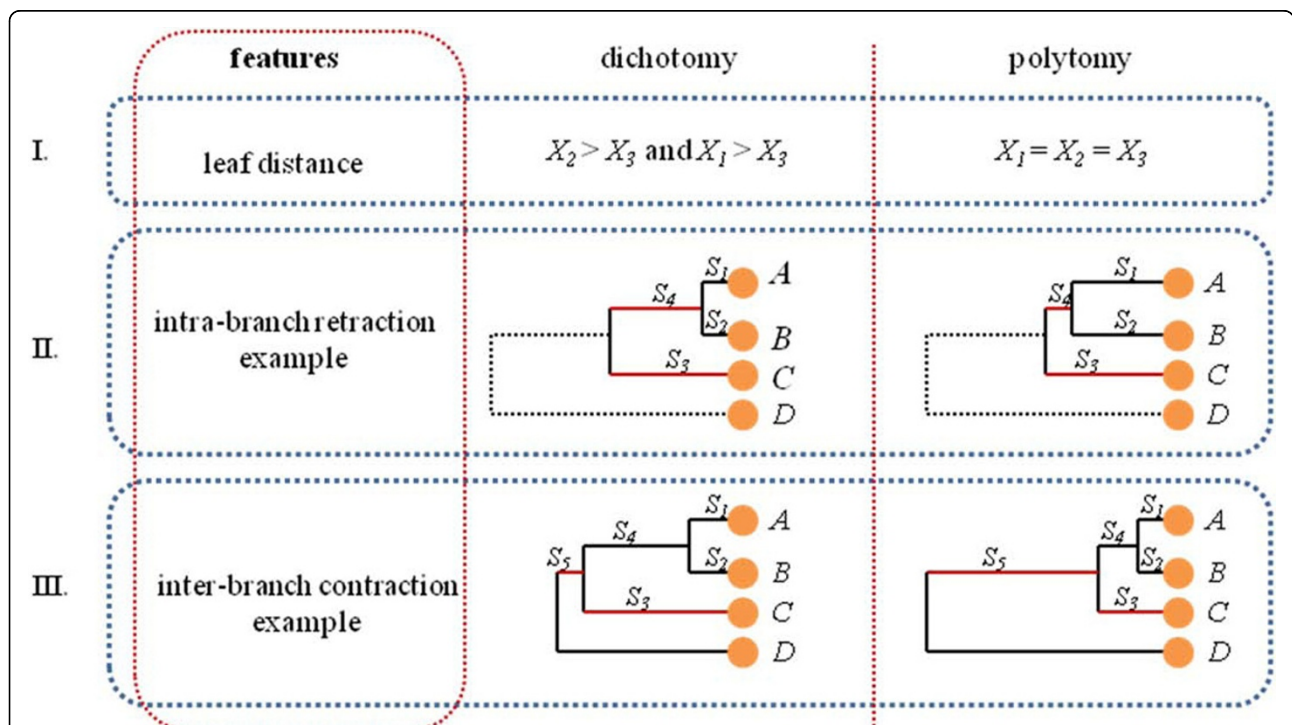 features dichotomy polytomy
I. leaf distance X₂ > X₃ and X₁ > X₃ X₁ = X₂ = X₃
II. intra-branch retraction
example
S₁ A
S₄
S₂ B
S₃ C
D
S₁ A
S₄
S₂ B
S₃ C
D
III. inter-branch contraction
example
S₁ A
S₄
S₅ S₂ B
S₃ C
D
S₁ A
S₄
S₅ S₂ B
S₃ C
D